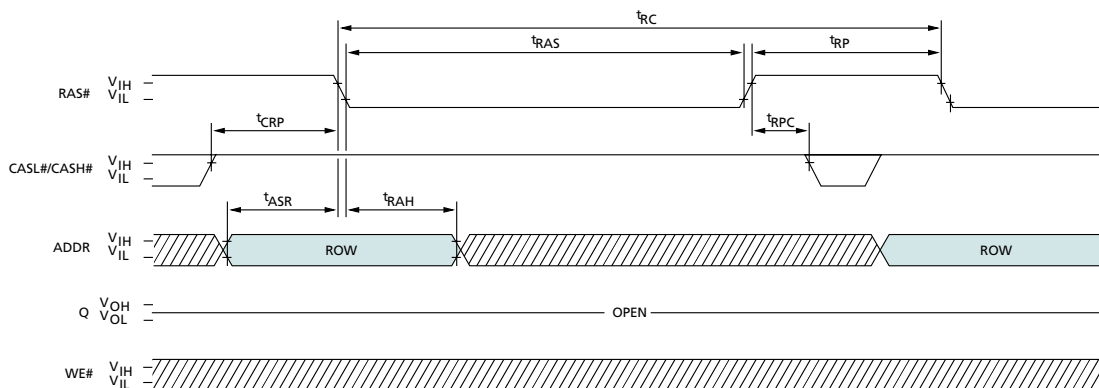 tRC
tRAS
tRP
RAS#
VIH
VIL
tCRP
tRPC
CASL#/CASH#
VIH
VIL
tASR
tRAH
ADDR
VIH
VIL
ROW
ROW
Q
VOH
VOL
OPEN
WE#
VIH
VIL